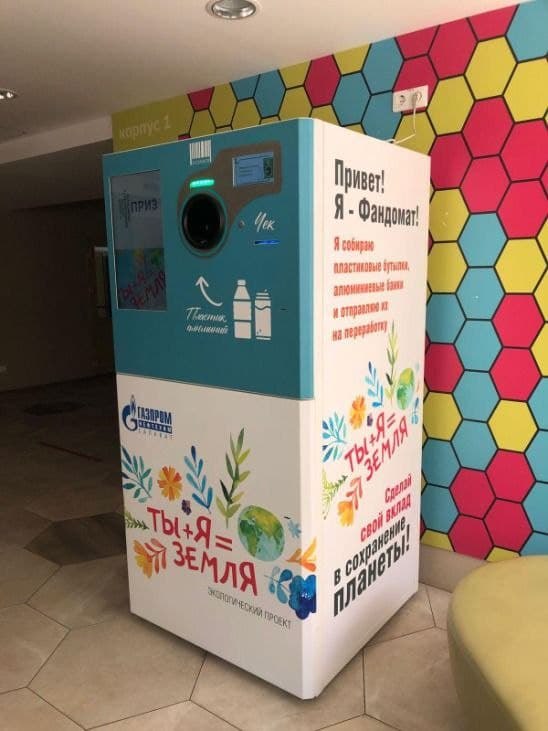 корпус 1
ПРИЗ
Чек
Пластик
алюминий
ГАЗПРОМ
НЕФТЕХИМ
САЛАВАТ
ТЫ+Я=
ЗЕМЛЯ
ЭКОЛОГИЧЕСКИЙ ПРОЕКТ
Привет!
Я - Фандомат!
Я собираю
пластиковые бутылки,
алюминиевые банки
и отправляю их
на переработку
ТЫ+Я=
ЗЕМЛЯ
Сделай
свой вклад
в сохранение
планеты!